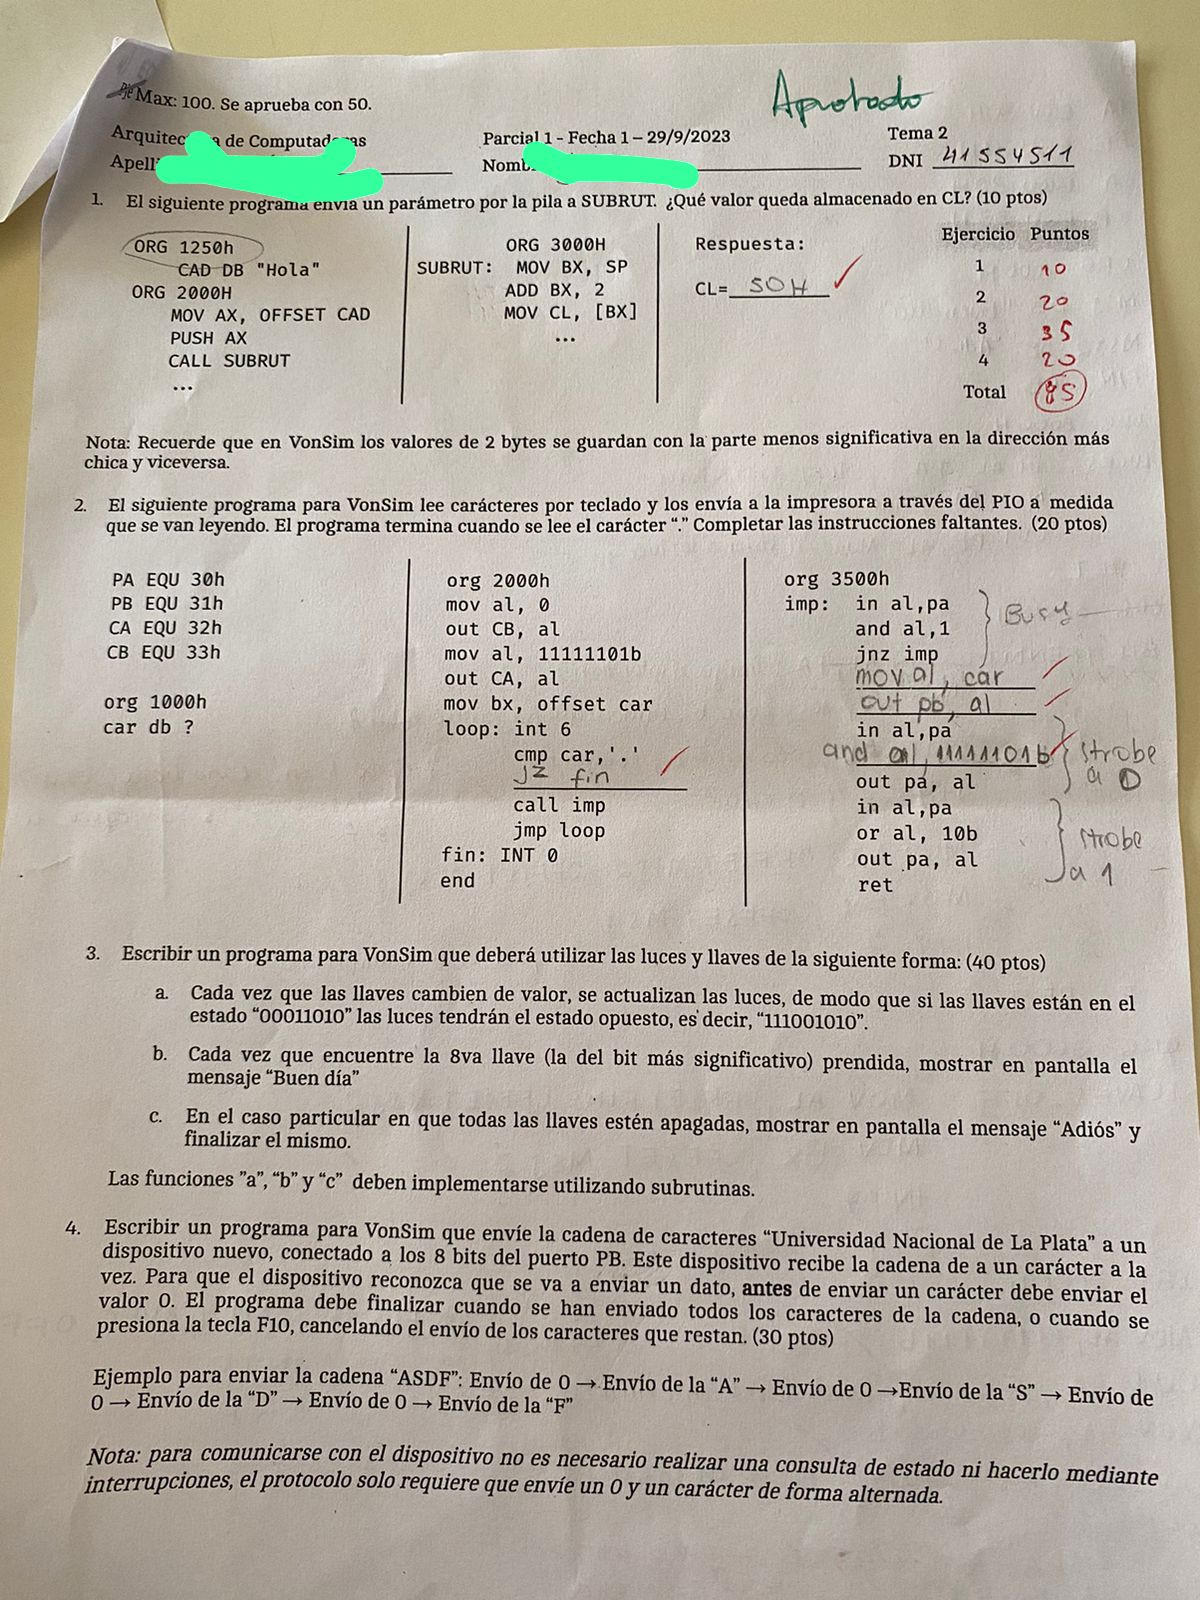 Pje Max: 100. Se aprueba con 50.
Aprobado
Arquitec a de Computad as Parcial 1 - Fecha 1 – 29/9/2023 Tema 2
Apell Nomb DNI 41554511
1. El siguiente programa envía un parámetro por la pila a SUBRUT. ¿Qué valor queda almacenado en CL? (10 ptos)
ORG 1250h
CAD DB "Hola"
ORG 2000H
MOV AX, OFFSET CAD
PUSH AX
CALL SUBRUT
...
ORG 3000H
SUBRUT: MOV BX, SP
ADD BX, 2
MOV CL, [BX]
...
Respuesta:
CL= 50H
Ejercicio Puntos
1 10
2 20
3 35
4 20
Total 85
Nota: Recuerde que en VonSim los valores de 2 bytes se guardan con la parte menos significativa en la dirección más
chica y viceversa.
2. El siguiente programa para VonSim lee carácteres por teclado y los envía a la impresora a través del PIO a medida
que se van leyendo. El programa termina cuando se lee el carácter “.” Completar las instrucciones faltantes. (20 ptos)
PA EQU 30h
PB EQU 31h
CA EQU 32h
CB EQU 33h
org 1000h
car db ?
org 2000h
mov al, 0
out CB, al
mov al, 11111101b
out CA, al
mov bx, offset car
loop: int 6
cmp car,'.'
jz fin
call imp
jmp loop
fin: INT 0
end
org 3500h
imp: in al,pa
and al,1
jnz imp
Busy
mov al, car
out pb, al
in al,pa
and al, 11111101b
out pa, al
strobe
a 0
in al,pa
or al, 10b
out pa, al
strobe
a 1
ret
3. Escribir un programa para VonSim que deberá utilizar las luces y llaves de la siguiente forma: (40 ptos)
a. Cada vez que las llaves cambien de valor, se actualizan las luces, de modo que si las llaves están en el
estado “00011010” las luces tendrán el estado opuesto, es decir, “111001010”.
b. Cada vez que encuentre la 8va llave (la del bit más significativo) prendida, mostrar en pantalla el
mensaje “Buen día”
c. En el caso particular en que todas las llaves estén apagadas, mostrar en pantalla el mensaje “Adiós” y
finalizar el mismo.
Las funciones ”a”, “b” y “c” deben implementarse utilizando subrutinas.
4. Escribir un programa para VonSim que envíe la cadena de caracteres “Universidad Nacional de La Plata” a un
dispositivo nuevo, conectado a los 8 bits del puerto PB. Este dispositivo recibe la cadena de a un carácter a la
vez. Para que el dispositivo reconozca que se va a enviar un dato, antes de enviar un carácter debe enviar el
valor 0. El programa debe finalizar cuando se han enviado todos los caracteres de la cadena, o cuando se
presiona la tecla F10, cancelando el envío de los caracteres que restan. (30 ptos)
Ejemplo para enviar la cadena “ASDF”: Envío de 0 → Envío de la “A” → Envío de 0 →Envío de la “S” → Envío de
0 → Envío de la “D” → Envío de 0 → Envío de la “F”
Nota: para comunicarse con el dispositivo no es necesario realizar una consulta de estado ni hacerlo mediante
interrupciones, el protocolo solo requiere que envíe un 0 y un carácter de forma alternada.